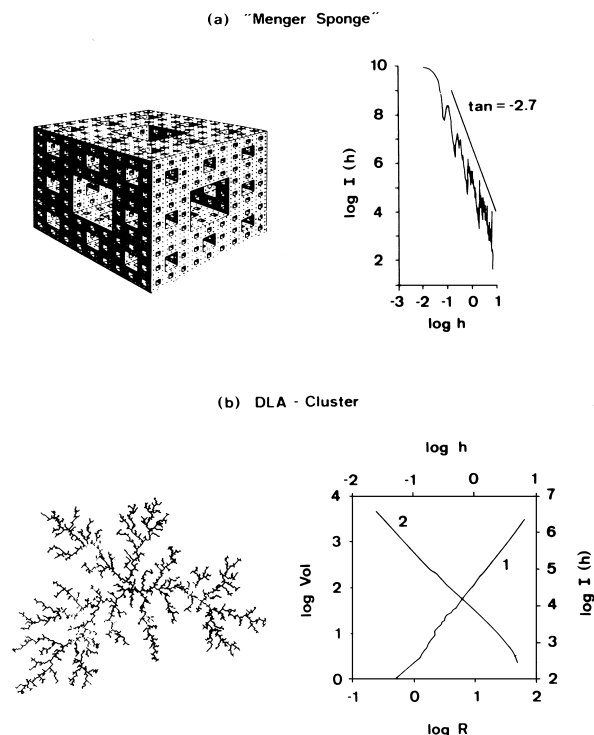 (a) "Menger Sponge"
10
8
6
4
2
log I (h)
tan = -2.7
-3 -2 -1 0 1
log h
(b) DLA - Cluster
log h
-2 -1 0 1
4
3
2
1
0
log Vol
2
1
7
6
5
4
3
2
log I (h)
-1 0 1 2
log R